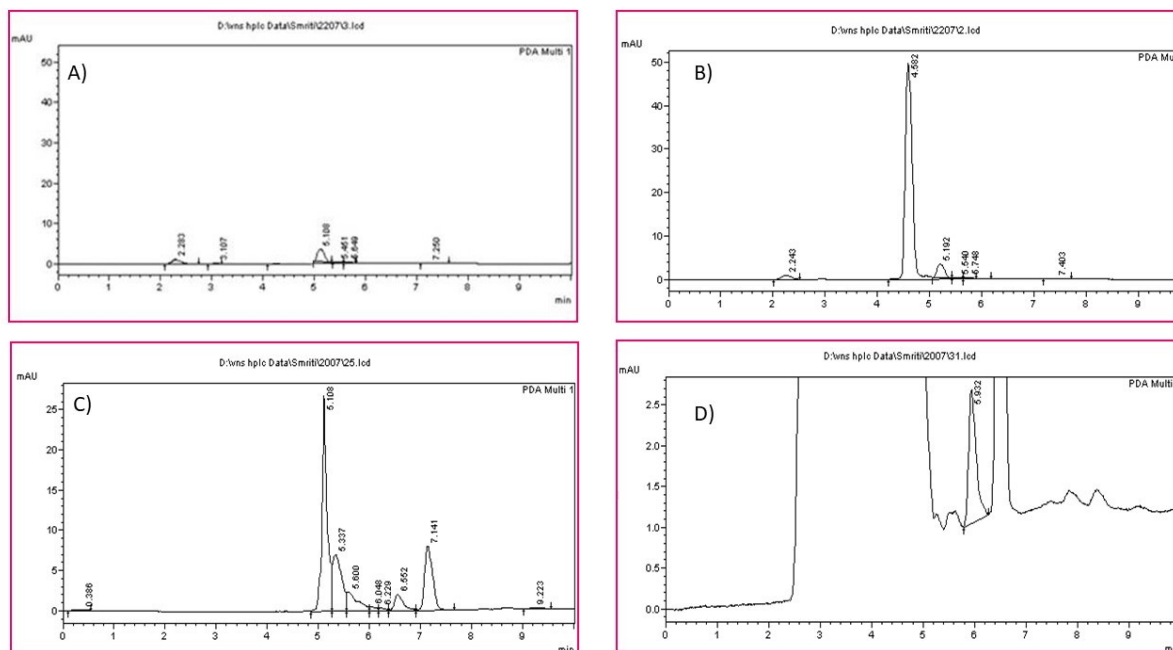 D:\wns hplc Data\Smriti\2207\3.lcd
mAU
PDA Multi 1
A)
50
40
30
20
10
0
2.283
3.107
5.108
5.461
5.649
7.250
0 1 2 3 4 5 6 7 8 9
min
D:\wns hplc Data\Smriti\2207\2.lcd
mAU
PDA Mu
B)
50
40
30
20
10
0
2.243
4.582
5.192
5.540
5.748
7.403
0 1 2 3 4 5 6 7 8 9
m
D:\wns hplc Data\Smriti\2007\25.lcd
mAU
PDA Multi 1
C)
25
20
15
10
5
0
0.386
5.108
5.337
5.600
6.048
6.229
6.552
7.141
9.223
0 1 2 3 4 5 6 7 8 9
min
D:\wns hplc Data\Smriti\2007\31.lcd
mAU
PDA Multi
D)
2.5
2.0
1.5
1.0
0.5
0.0
5.932
0 1 2 3 4 5 6 7 8 9
m